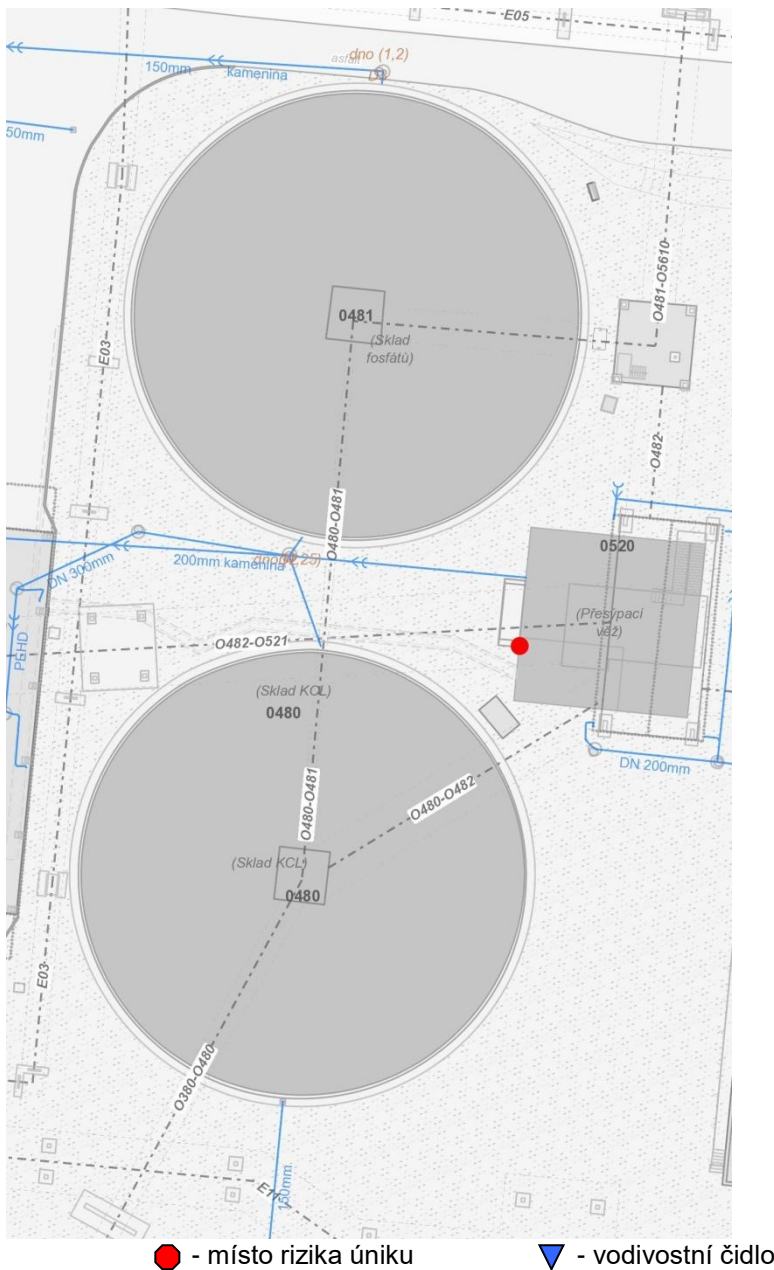 E05
asfalt
dno (1,2)
150mm
kamenina
50mm
O481-O5610
0481
(Sklad
fosfátů)
E03
O482
O480-O481
0520
200mm kamenina
DN 300mm
(Přesypací
věž)
O482-O521
PEHD
(Sklad KCL)
0480
DN 200mm
O480-O481
O480-O482
(Sklad KCL)
0480
E03
O380-O480
150mm
E11
- místo rizika úniku
- vodivostní čidlo